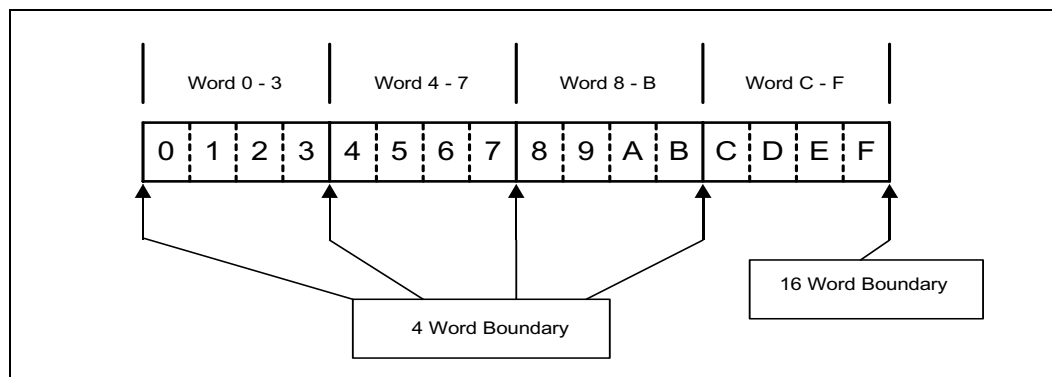 Word 0 - 3 Word 4 - 7 Word 8 - B Word C - F
0 1 2 3 4 5 6 7 8 9 A B C D E F
16 Word Boundary
4 Word Boundary